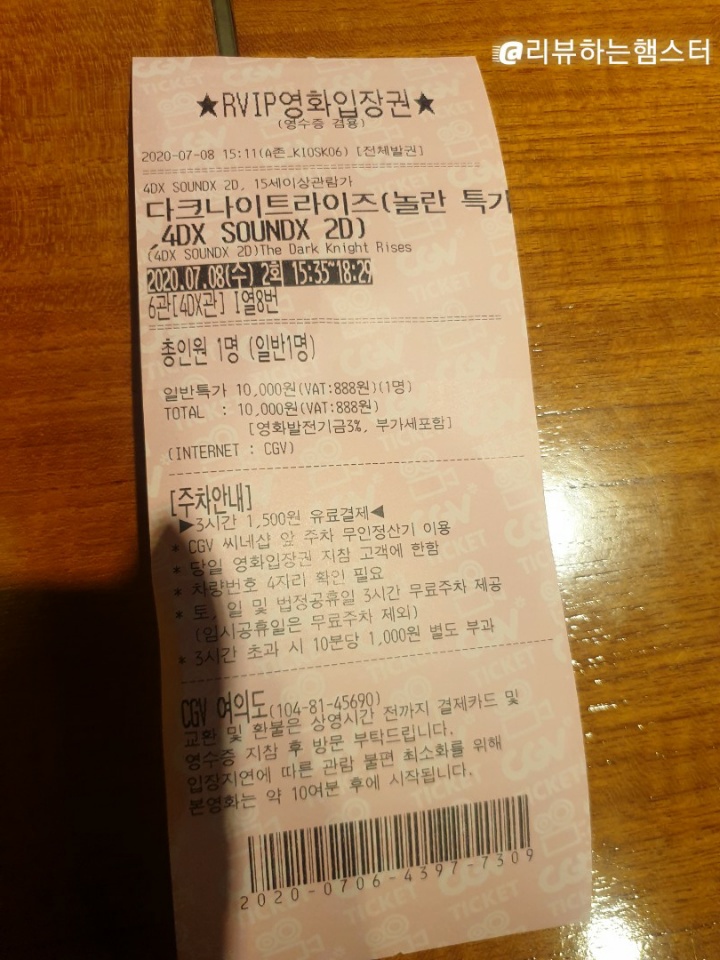 @리뷰하는햄스터
★RVIP영화입장권★
(영수증 겸용)
2020-07-08 15:11(A존_KIOSK06) [전체발권]
4DX SOUNDX 2D, 15세이상관람가
다크나이트라이즈(놀란 특가
,4DX SOUNDX 2D)
(4DX SOUNDX 2D)The Dark Knight Rises
2020.07.08(수) 2회 15:35~18:29
6관[4DX관] I열8번
총인원 1명 (일반1명)
일반특가 10,000원(VAT:888원)(1명)
TOTAL : 10,000원(VAT:888원)
[영화발전기금3%, 부가세포함]
(INTERNET : CGV)
[주차안내]
▶3시간 1,500원 유료결제◀
* CGV 씨네샵 앞 주차 무인정산기 이용
* 당일 영화입장권 지참 고객에 한함
* 차량번호 4자리 확인 필요
* 토, 일 및 법정공휴일 3시간 무료주차 제공
(임시공휴일은 무료주차 제외)
* 3시간 초과 시 10분당 1,000원 별도 부과
CGV 여의도(104-81-45690)
교환 및 환불은 상영시간 전까지 결제카드 및
영수증 지참 후 방문 부탁드립니다.
입장지연에 따른 관람 불편 최소화를 위해
본영화는 약 10여분 후에 시작됩니다.
2020-0706-4397-7309